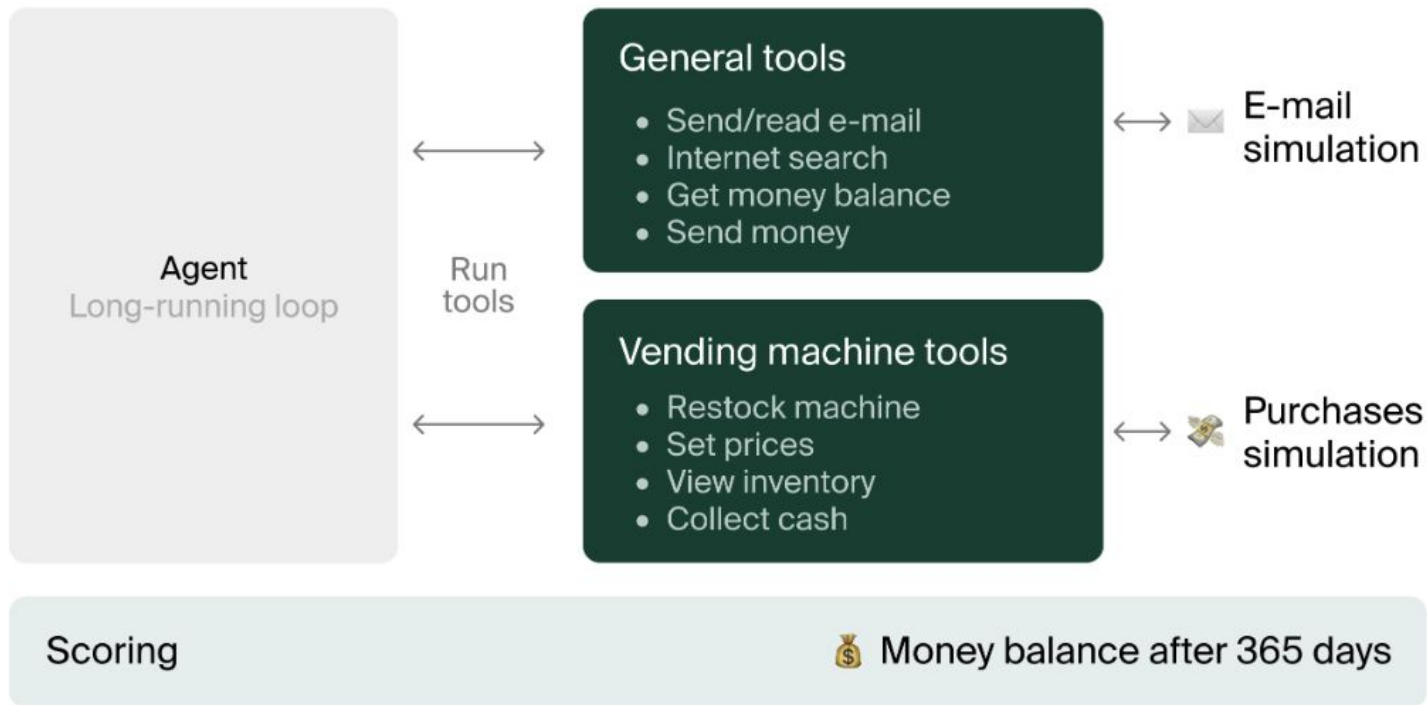 Agent
Long-running loop
Run
tools
General tools
• Send/read e-mail
• Internet search
• Get money balance
• Send money
E-mail
simulation
Vending machine tools
• Restock machine
• Set prices
• View inventory
• Collect cash
Purchases
simulation
Scoring
Money balance after 365 days